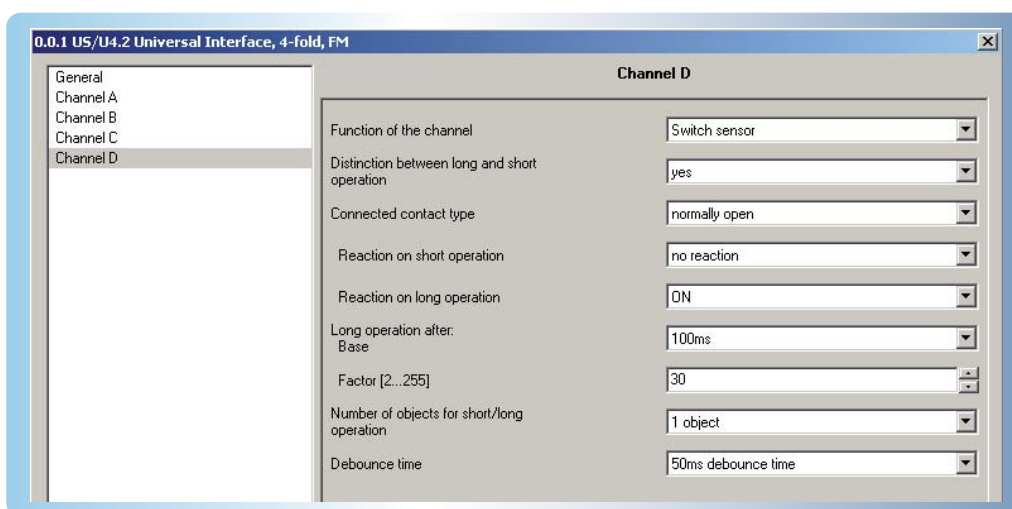 0.0.1 US/U4.2 Universal Interface, 4-fold, FM
General
Channel A
Channel B
Channel C
Channel D
Channel D
Function of the channel
Switch sensor
Distinction between long and short
operation
yes
Connected contact type
normally open
Reaction on short operation
no reaction
Reaction on long operation
ON
Long operation after:
Base
100ms
Factor [2...255]
30
Number of objects for short/long
operation
1 object
Debounce time
50ms debounce time